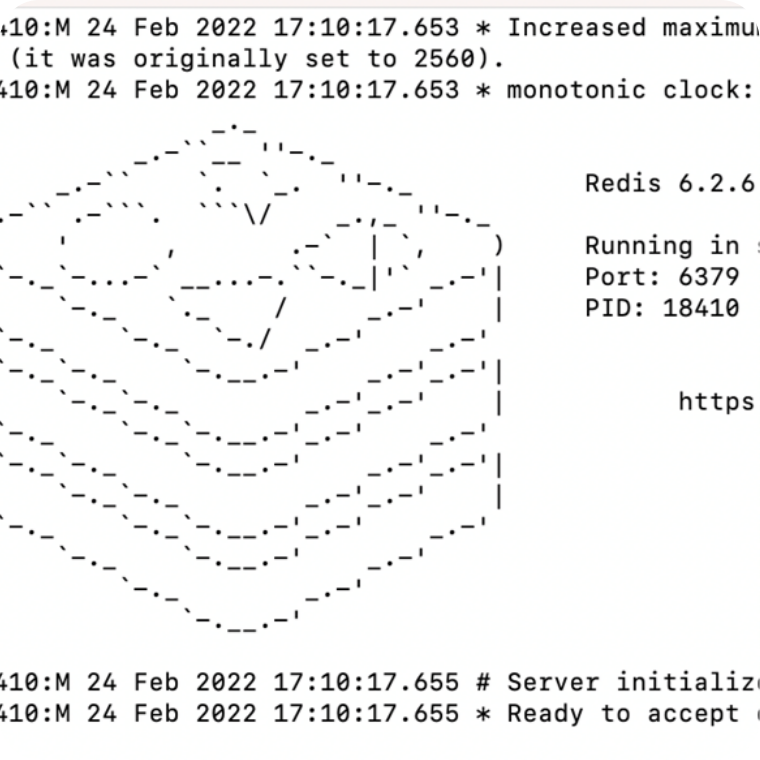 410:M 24 Feb 2022 17:10:17.653 * Increased
(it was originally set to 2560).
410:M 24 Feb 2022 17:10:17.653 * monotonic clock:
Redis 6.2.6
Running in
Port: 6379
PID: 18410
https
410:M 24 Feb 2022 17:10:17.655 # Server
410:M 24 Feb 2022 17:10:17.655 * Ready to accept